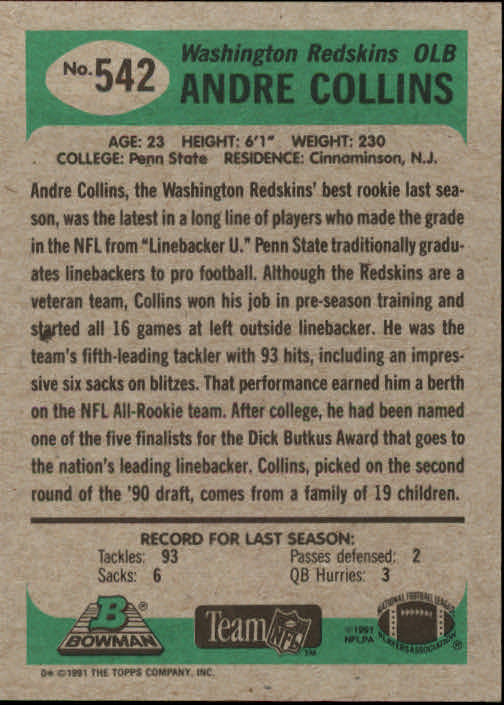 No. 542
Washington Redskins OLB
ANDRE COLLINS
AGE: 23 HEIGHT: 6'1" WEIGHT: 230
COLLEGE: Penn State RESIDENCE: Cinnaminson, N.J.
Andre Collins, the Washington Redskins' best rookie last sea-
son, was the latest in a long line of players who made the grade
in the NFL from "Linebacker U." Penn State traditionally gradu-
ates linebackers to pro football. Although the Redskins are a
veteran team, Collins won his job in pre-season training and
started all 16 games at left outside linebacker. He was the
team's fifth-leading tackler with 93 hits, including an impres-
sive six sacks on blitzes. That performance earned him a berth
on the NFL All-Rookie team. After college, he had been named
one of the five finalists for the Dick Butkus Award that goes to
the nation's leading linebacker. Collins, picked on the second
round of the '90 draft, comes from a family of 19 children.
RECORD FOR LAST SEASON:
Tackles: 93 Passes defensed: 2
Sacks: 6 QB Hurries: 3
B®
BOWMAN
Team NFL ™
©1991
NFLPA
NATIONAL FOOTBALL LEAGUE
PLAYERS ASSOCIATION ®
D* ©1991 THE TOPPS COMPANY, INC.